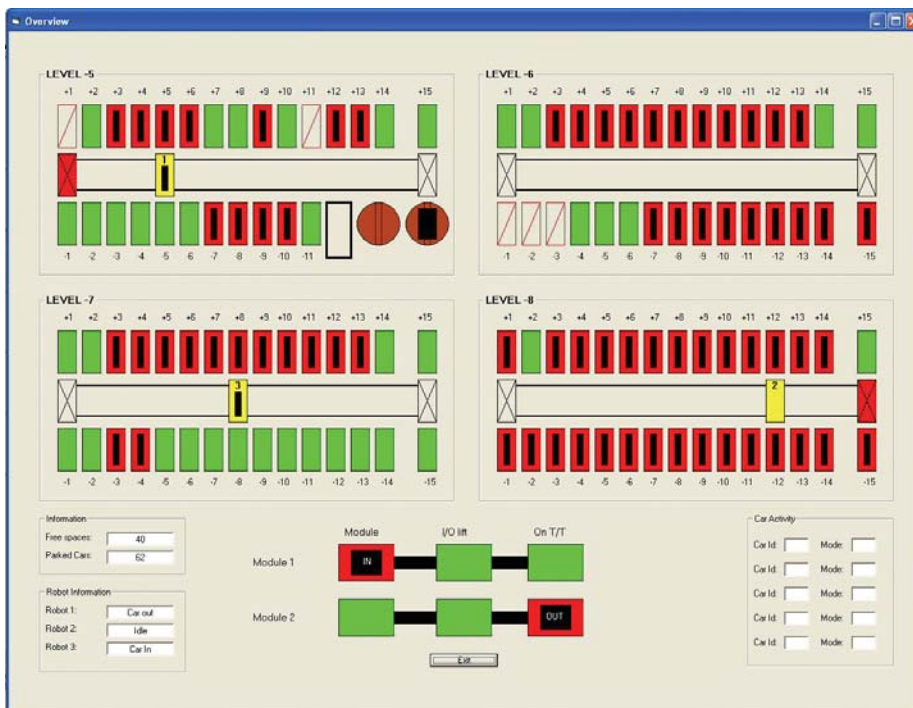 Overview
LEVEL -5
+1 +2 +3 +4 +5 +6 +7 +8 +9 +10 +11 +12 +13 +14 +15
1
-1 -2 -3 -4 -5 -6 -7 -8 -9 -10 -11
LEVEL -6
+1 +2 +3 +4 +5 +6 +7 +8 +9 +10 +11 +12 +13 +14 +15
-1 -2 -3 -4 -5 -6 -7 -8 -9 -10 -11 -12 -13 -14 -15
LEVEL -7
+1 +2 +3 +4 +5 +6 +7 +8 +9 +10 +11 +12 +13 +14 +15
3
-1 -2 -3 -4 -5 -6 -7 -8 -9 -10 -11 -12 -13 -14 -15
LEVEL -8
+1 +2 +3 +4 +5 +6 +7 +8 +9 +10 +11 +12 +13 +14 +15
2
-1 -2 -3 -4 -5 -6 -7 -8 -9 -10 -11 -12 -13 -14 -15
Information
Free spaces: 40
Parked Cars: 62
Robot Information
Robot 1: Car out
Robot 2: Idle
Robot 3: Car In
Module I/O lift On T/T
Module 1 IN
Module 2 OUT
Exit
Car Activity
Car Id: Mode:
Car Id: Mode:
Car Id: Mode:
Car Id: Mode:
Car Id: Mode: